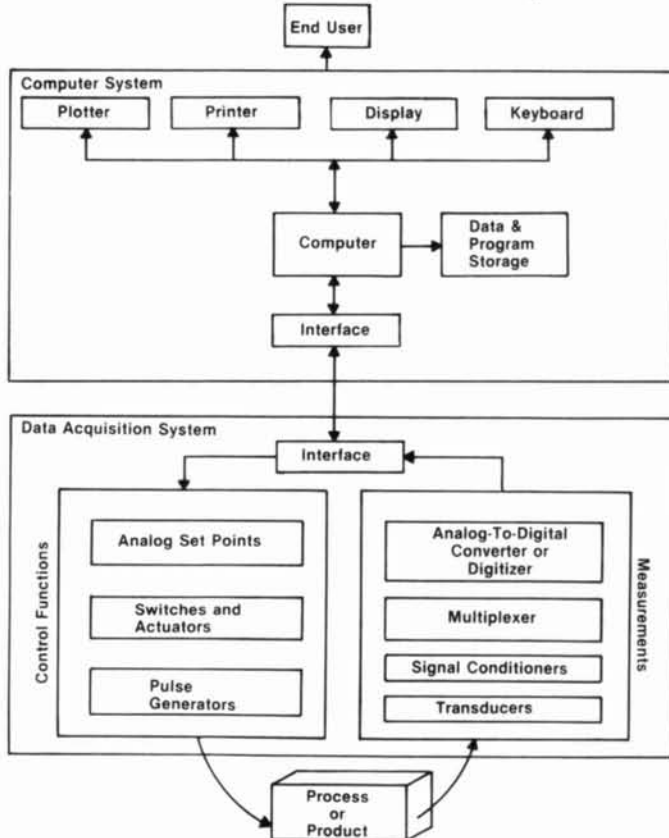 End User
Computer System
Plotter
Printer
Display
Keyboard
Computer
Data &
Program
Storage
Interface
Data Acquisition System
Interface
Control Functions
Analog Set Points
Switches and
Actuators
Pulse
Generators
Analog-To-Digital
Converter or
Digitizer
Multiplexer
Signal Conditioners
Transducers
Measurements
Process
or
Product